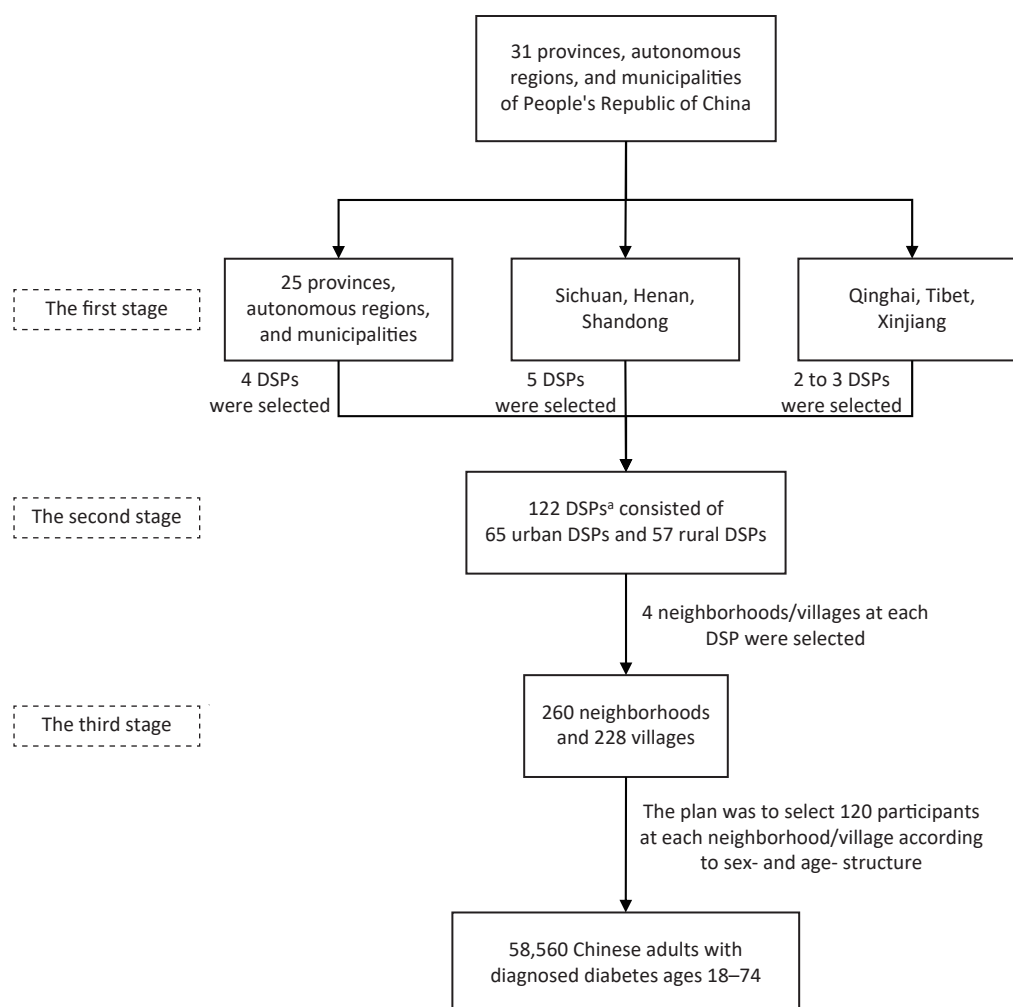 31 provinces, autonomous
regions, and municipalities
of People's Republic of China
The first stage
25 provinces,
autonomous regions,
and municipalities
Sichuan, Henan,
Shandong
Qinghai, Tibet,
Xinjiang
4 DSPs
were selected
5 DSPs
were selected
2 to 3 DSPs
were selected
The second stage
122 DSPsᵃ consisted of
65 urban DSPs and 57 rural DSPs
4 neighborhoods/villages at each
DSP were selected
The third stage
260 neighborhoods
and 228 villages
The plan was to select 120 participants
at each neighborhood/village according
to sex- and age- structure
58,560 Chinese adults with
diagnosed diabetes ages 18–74